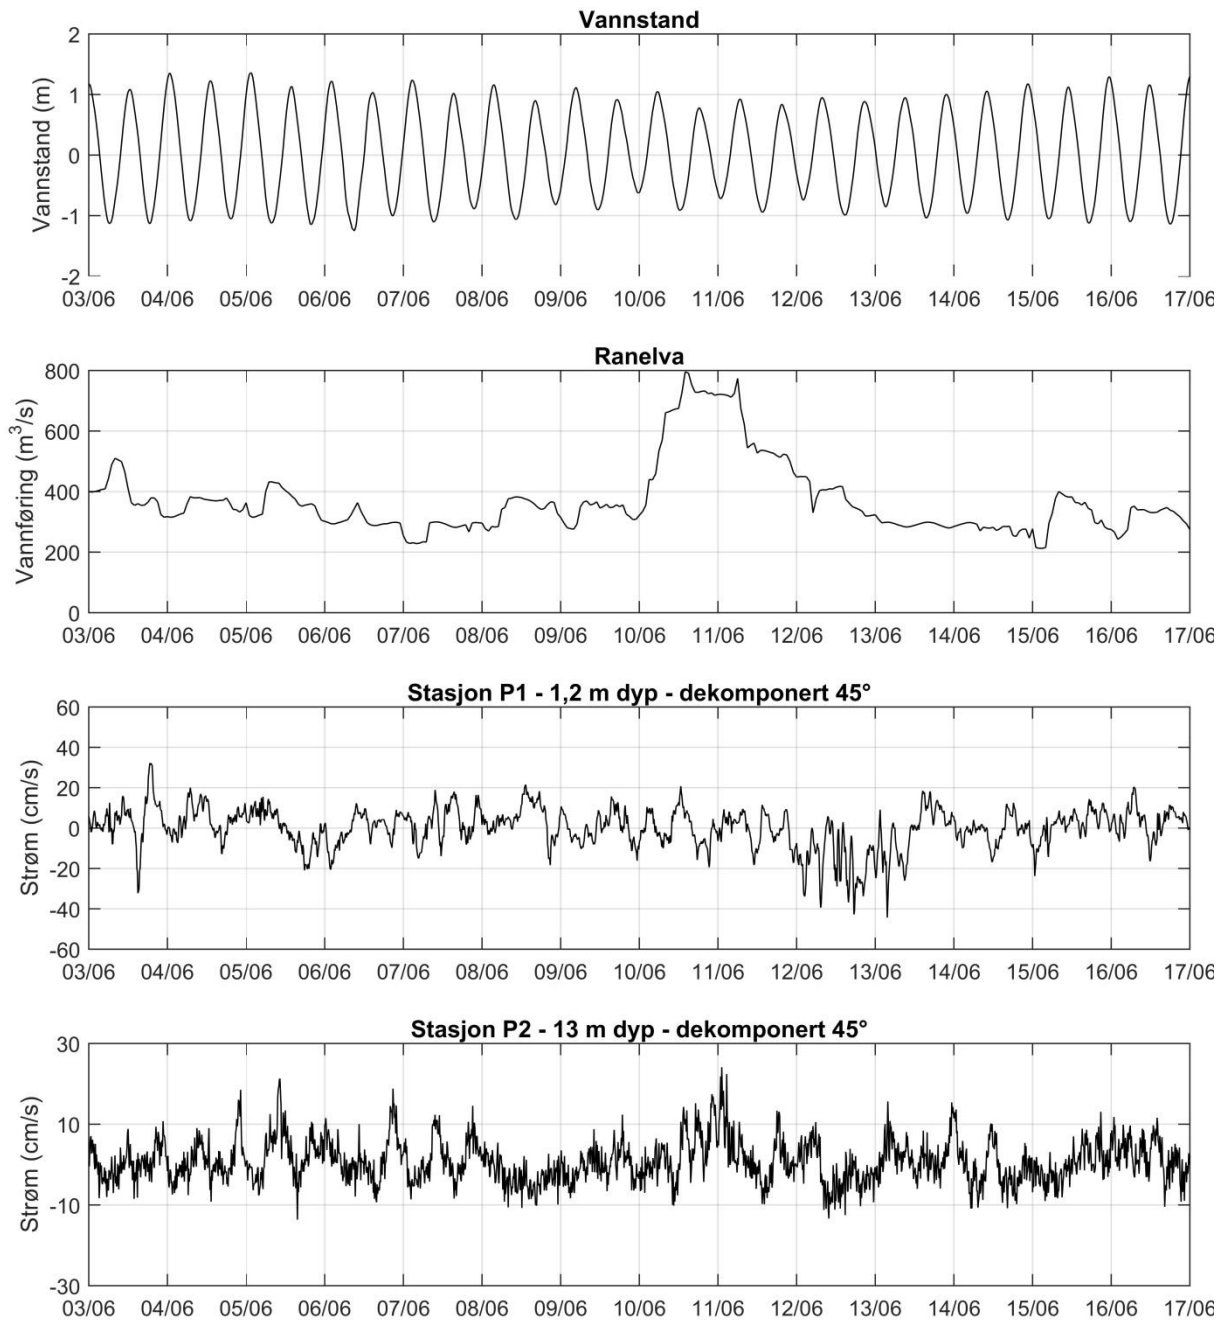 Vannstand
Vannstand (m)
2
1
0
-1
-2
03/06 04/06 05/06 06/06 07/06 08/06 09/06 10/06 11/06 12/06 13/06 14/06 15/06 16/06 17/06
Ranelva
Vannføring (m³/s)
800
600
400
200
0
03/06 04/06 05/06 06/06 07/06 08/06 09/06 10/06 11/06 12/06 13/06 14/06 15/06 16/06 17/06
Stasjon P1 - 1,2 m dyp - dekomponert 45°
Strøm (cm/s)
60
40
20
0
-20
-40
-60
03/06 04/06 05/06 06/06 07/06 08/06 09/06 10/06 11/06 12/06 13/06 14/06 15/06 16/06 17/06
Stasjon P2 - 13 m dyp - dekomponert 45°
Strøm (cm/s)
30
10
-10
-30
03/06 04/06 05/06 06/06 07/06 08/06 09/06 10/06 11/06 12/06 13/06 14/06 15/06 16/06 17/06